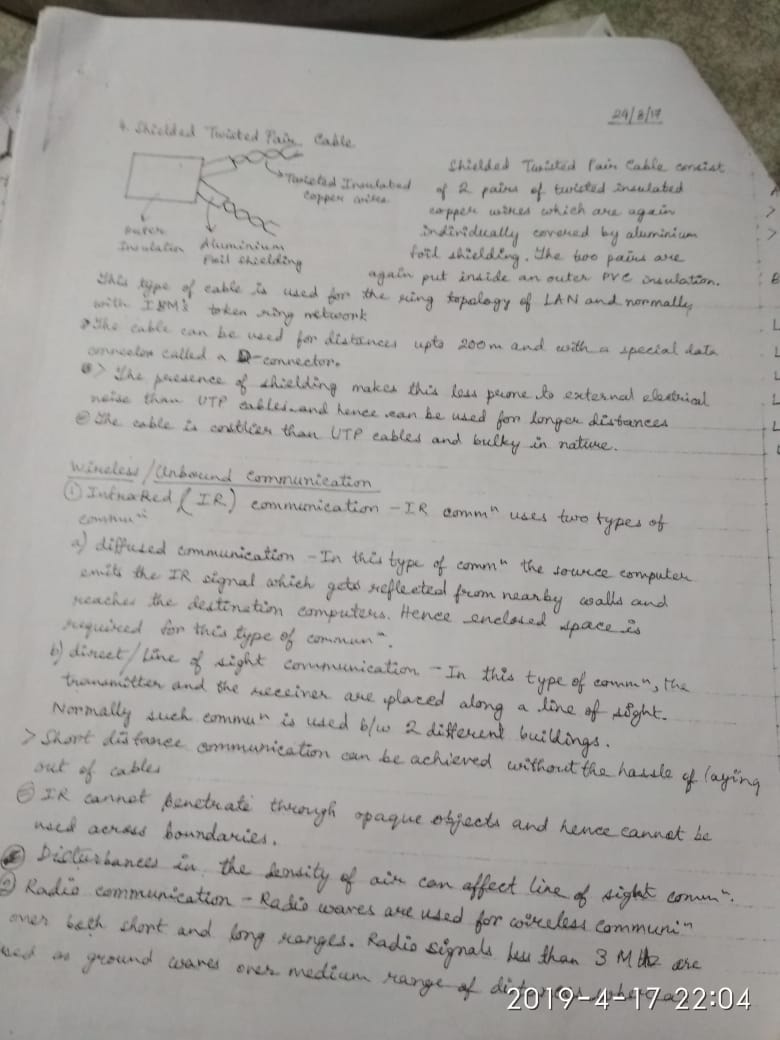 29/8/17
4. Shielded Twisted Pair Cable
Twisted Insulated
copper wires
outer
Insulation
Aluminium
Foil shielding
Shielded Twisted Pair Cable consist
of 2 pairs of twisted insulated
copper wires which are again
individually covered by aluminium
foil shielding. The two pairs are
again put inside an outer PVC insulation.
This type of cable is used for the ring topology of LAN and normally
with IBM's token ring network
The cable can be used for distances upto 200m and with a special data
connector called a D-connector.
> The presence of shielding makes this less prone to external electrical
noise than UTP cables and hence can be used for longer distances
The cable is costlier than UTP cables and bulky in nature.
Wireless/Unbound Communication
① InfraRed (IR) communication - IR commⁿ uses two types of
commuⁿ
a) diffused communication - In this type of commⁿ the source computer
emits the IR signal which gets reflected from nearby walls and
reaches the destination computers. Hence enclosed space is
required for this type of communⁿ.
b) direct/line of sight communication - In this type of commⁿ, the
transmitter and the receiver are placed along a line of sight.
Normally such commuⁿ is used b/w 2 different buildings.
> Short distance communication can be achieved without the hassle of laying
out of cables
IR cannot penetrate through opaque objects and hence cannot be
used across boundaries.
Disturbances in the density of air can affect line of sight commⁿ.
② Radio communication - Radio waves are used for wireless communiⁿ
over both short and long ranges. Radio signals less than 3 MHz are
used as ground waves over medium range of distances
2019-4-17 22:04